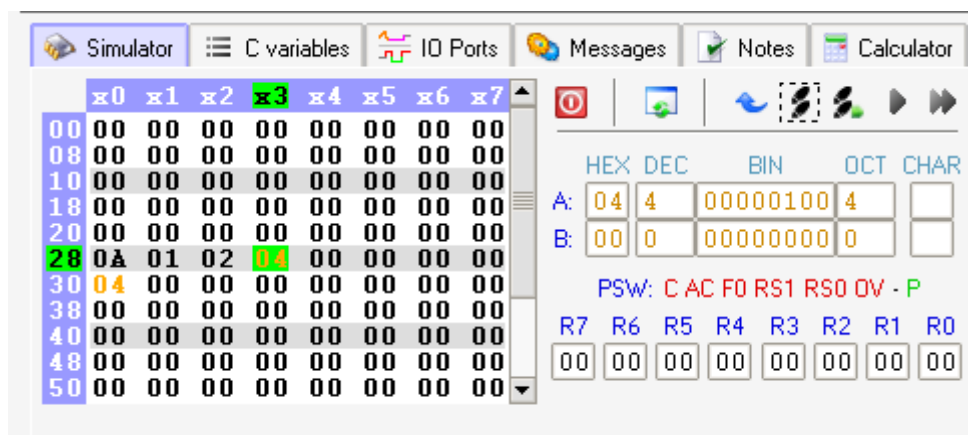 Simulator C variables IO Ports Messages Notes Calculator
x0 x1 x2 x3 x4 x5 x6 x7
00 00 00 00 00 00 00 00 00
08 00 00 00 00 00 00 00 00
10 00 00 00 00 00 00 00 00
18 00 00 00 00 00 00 00 00
20 00 00 00 00 00 00 00 00
28 0A 01 02 04 00 00 00 00
30 04 00 00 00 00 00 00 00
38 00 00 00 00 00 00 00 00
40 00 00 00 00 00 00 00 00
48 00 00 00 00 00 00 00 00
50 00 00 00 00 00 00 00 00
HEX DEC BIN OCT CHAR
A: 04 4 00000100 4
B: 00 0 00000000 0
PSW: C AC F0 RS1 RS0 OV - P
R7 R6 R5 R4 R3 R2 R1 R0
00 00 00 00 00 00 00 00